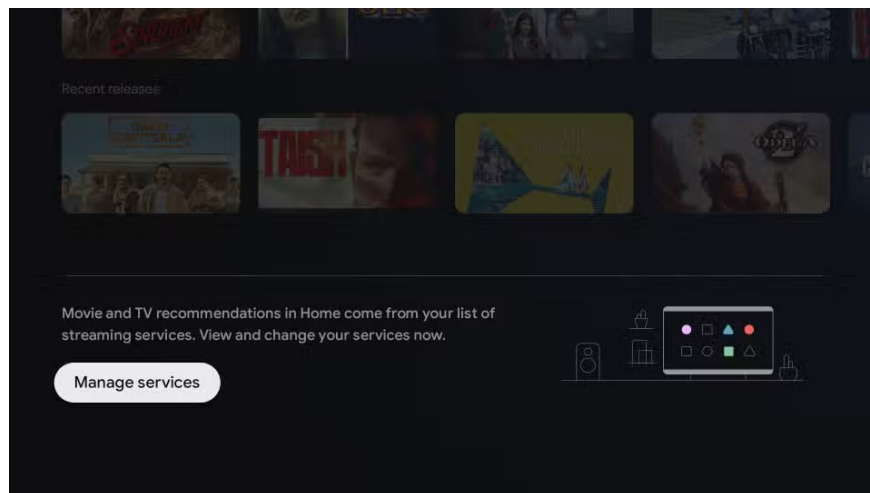 Recent releases
TAISH
Movie and TV recommendations in Home come from your list of
streaming services. View and change your services now.
Manage services